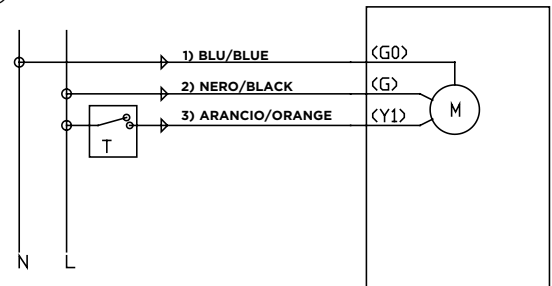 1) BLU/BLUE (G0)
2) NERO/BLACK (G)
M
3) ARANCIO/ORANGE (Y1)
T
N L